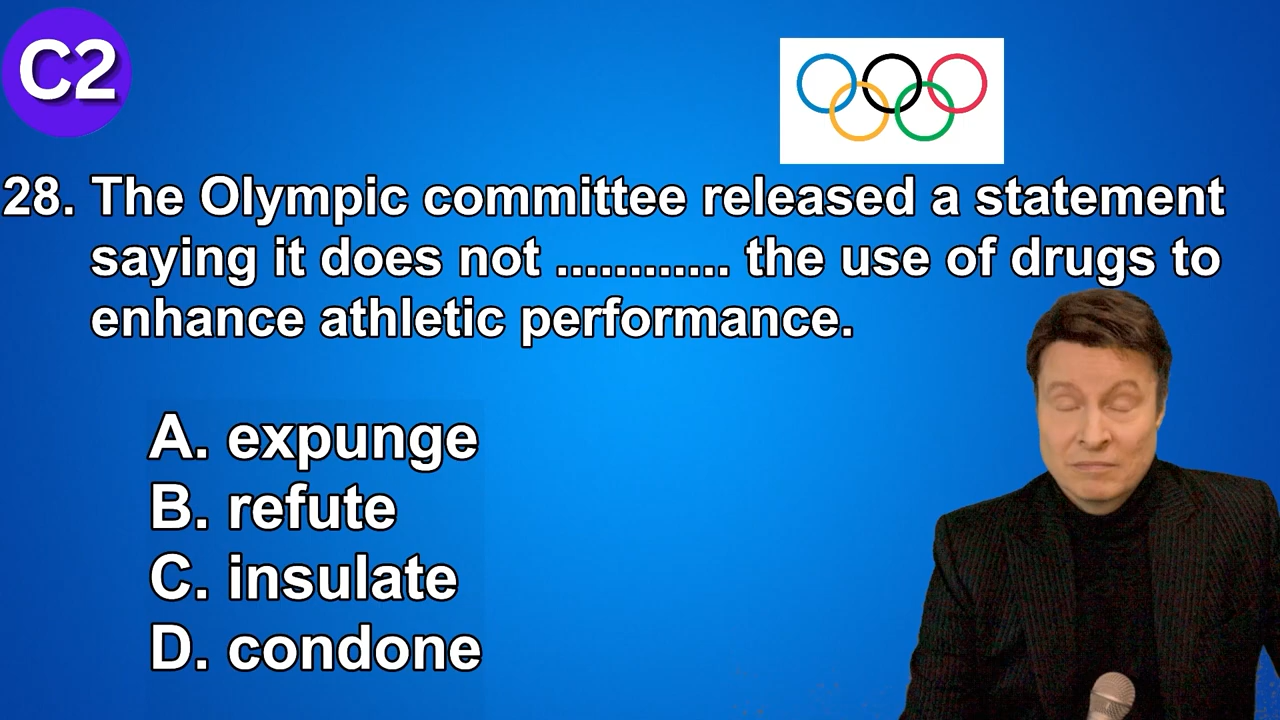 C2
28. The Olympic committee released a statement
saying it does not ............ the use of drugs to
enhance athletic performance.
A. expunge
B. refute
C. insulate
D. condone